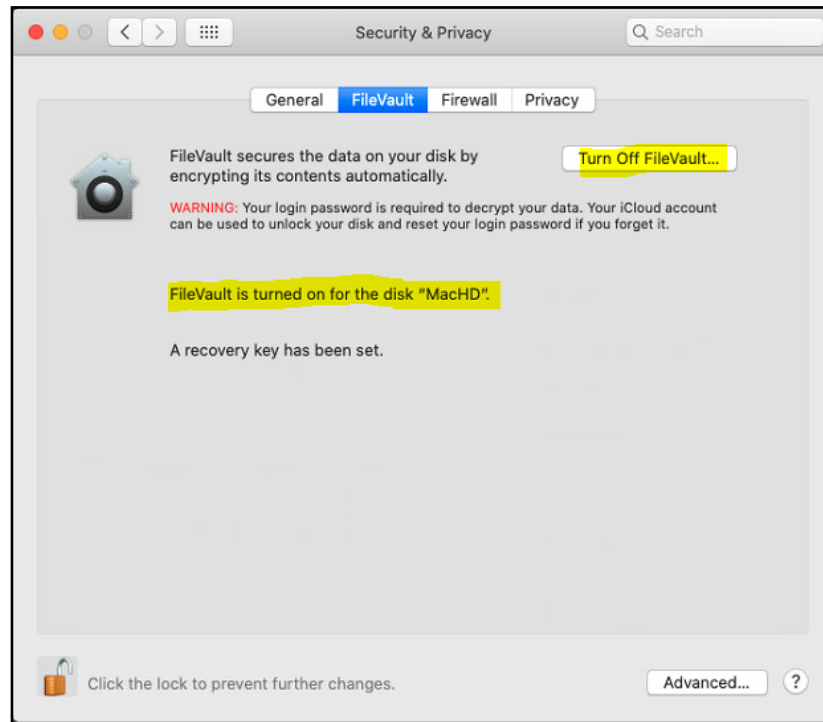 Security & Privacy
Search
General FileVault Firewall Privacy
FileVault secures the data on your disk by
encrypting its contents automatically.
Turn Off FileVault...
WARNING: Your login password is required to decrypt your data. Your iCloud account
can be used to unlock your disk and reset your login password if you forget it.
FileVault is turned on for the disk “MacHD”.
A recovery key has been set.
Click the lock to prevent further changes.
Advanced...
?